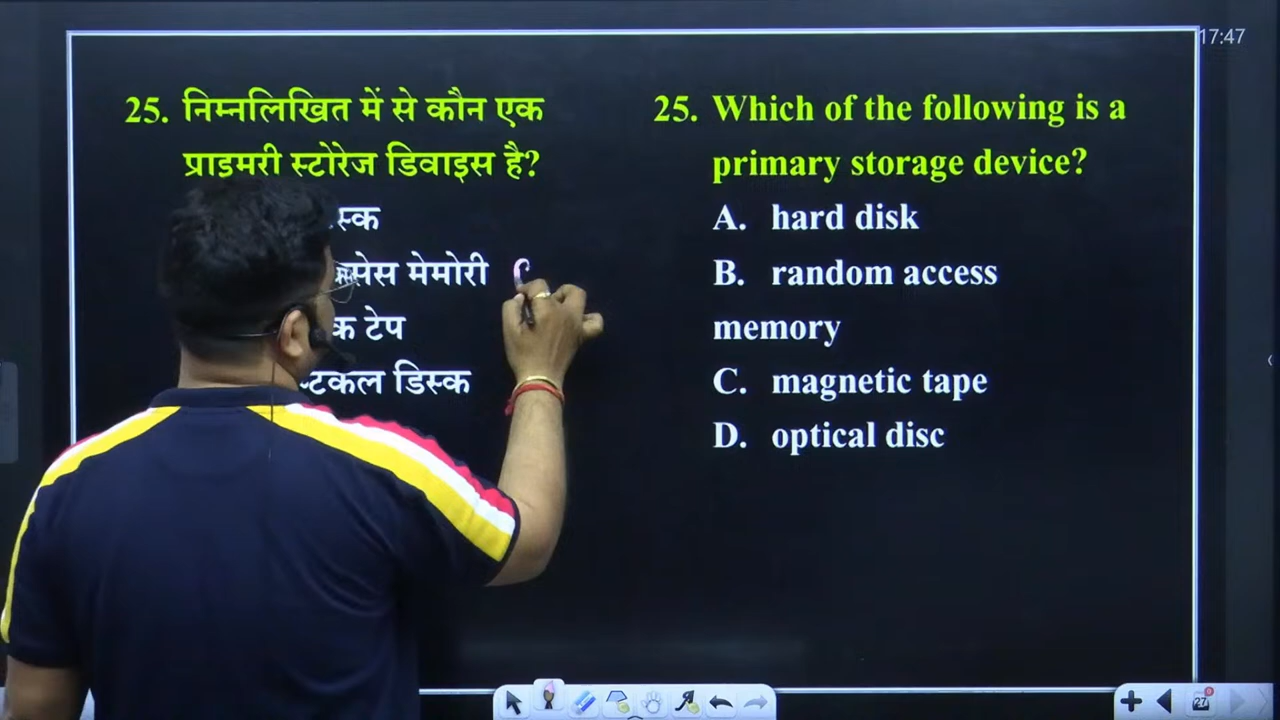 17:47
25. निम्नलिखित में से कौन एक
प्राइमरी स्टोरेज डिवाइस है?
मेमोरी
टेप
डिस्क
25. Which of the following is a
primary storage device?
A. hard disk
B. random access
memory
C. magnetic tape
D. optical disc
27